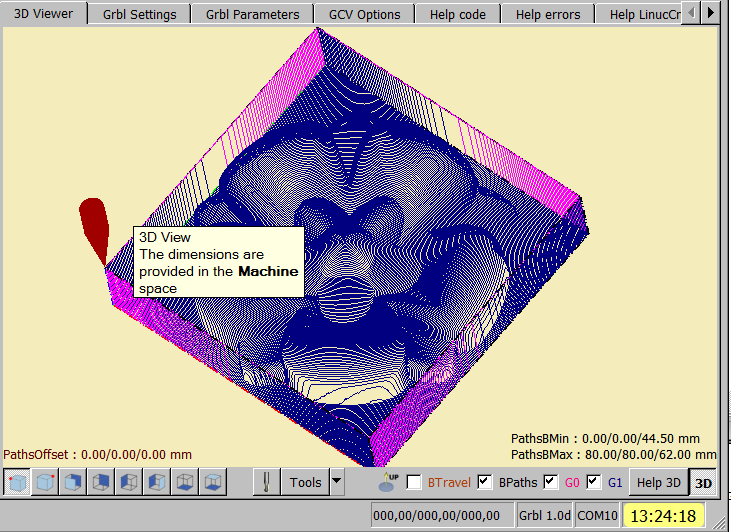 3D Viewer
Grbl Settings
Grbl Parameters
GCV Options
Help code
Help errors
Help LinucCr
3D View
The dimensions are
provided in the Machine
space
PathsOffset : 0.00/0.00/0.00 mm
PathsBMin : 0.00/0.00/44.50 mm
PathsBMax : 80.00/80.00/62.00 mm
Tools
UP
BTravel
BPaths
G0
G1
Help 3D
3D
000,00/000,00/000,00
Grbl 1.0d
COM10
13:24:18